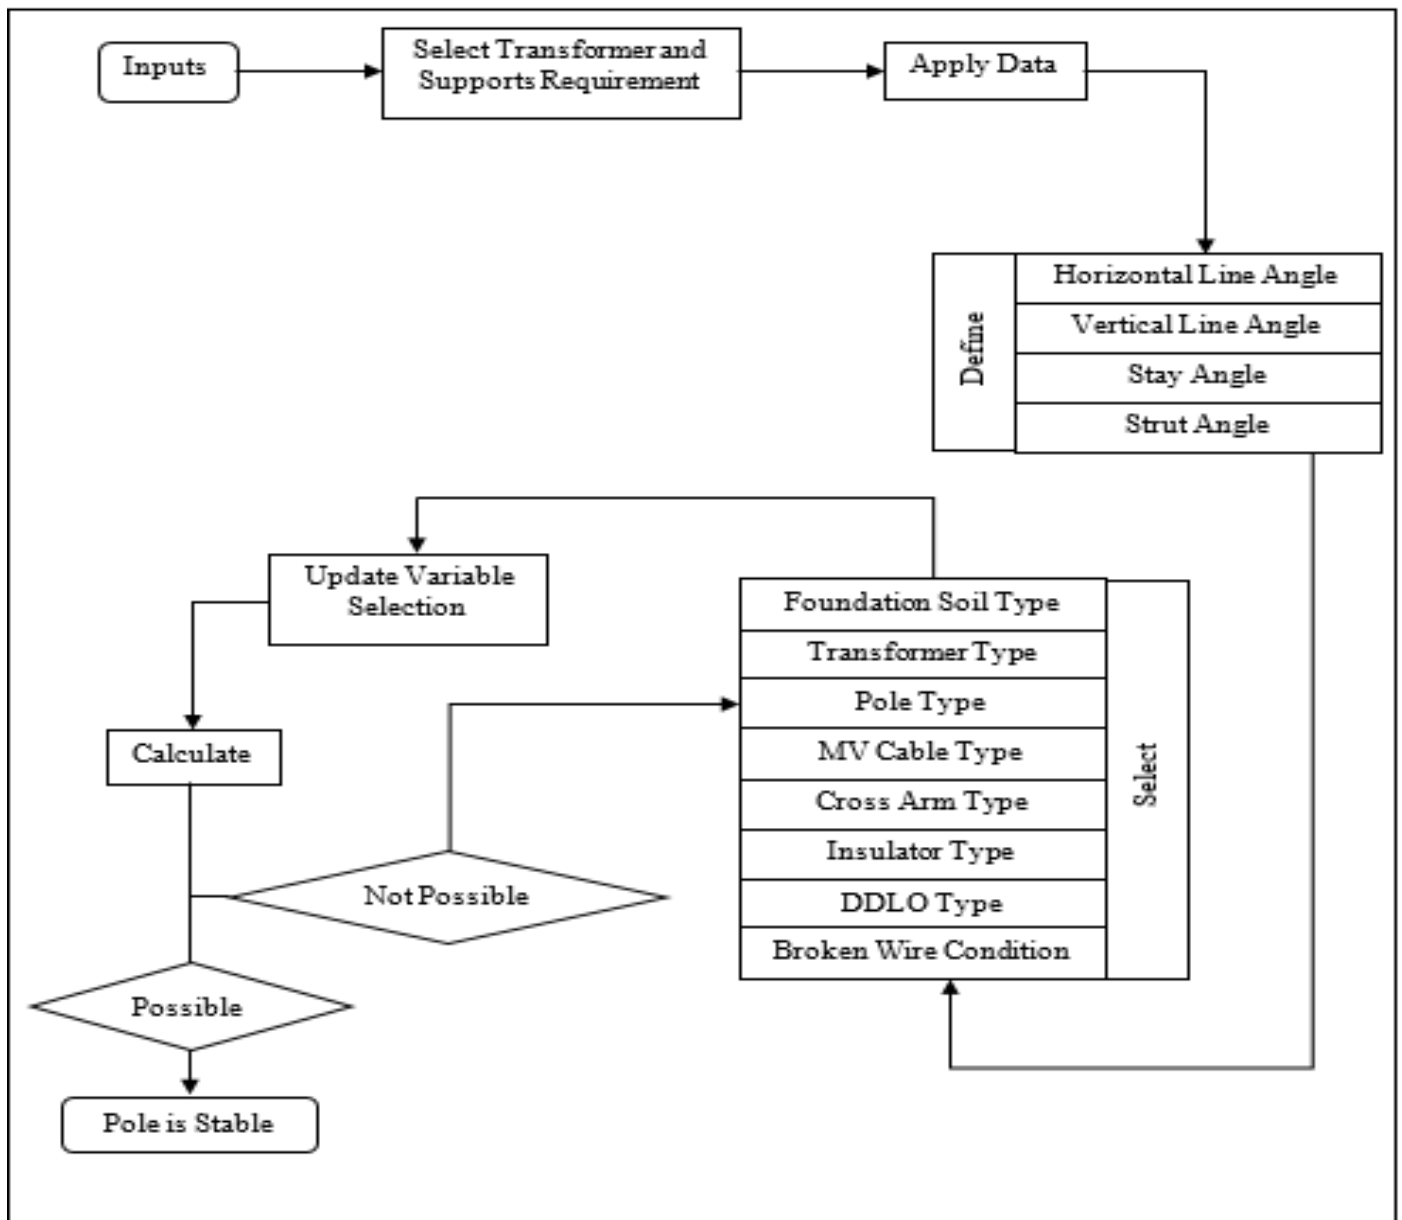 Inputs
Select Transformer and
Supports Requirement
Apply Data
Define
Horizontal Line Angle
Vertical Line Angle
Stay Angle
Strut Angle
Update Variable
Selection
Foundation Soil Type
Transformer Type
Pole Type
MV Cable Type
Cross Arm Type
Insulator Type
DDLO Type
Broken Wire Condition
Select
Calculate
Not Possible
Possible
Pole is Stable